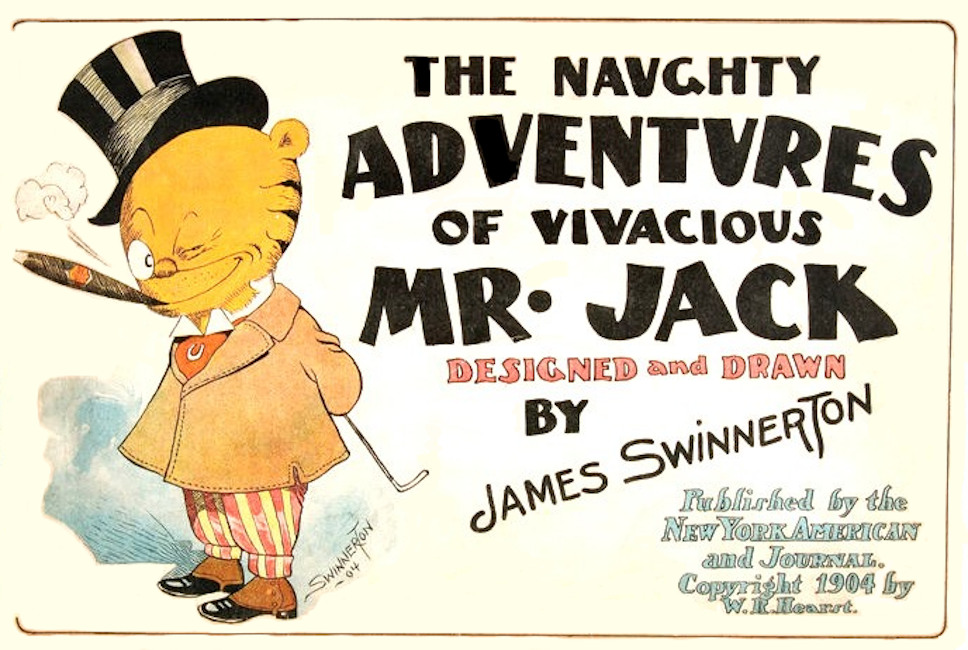 THE NAVGHTY
ADVENTVRES
OF VIVACIOUS
MR. JACK
DESIGNED and DRAWN
BY
JAMES SWINNERTON
Published by the
NEW YORK AMERICAN
and JOURNAL.
Copyright 1904 by
W.R.Hearst.
SWINNERTON
04